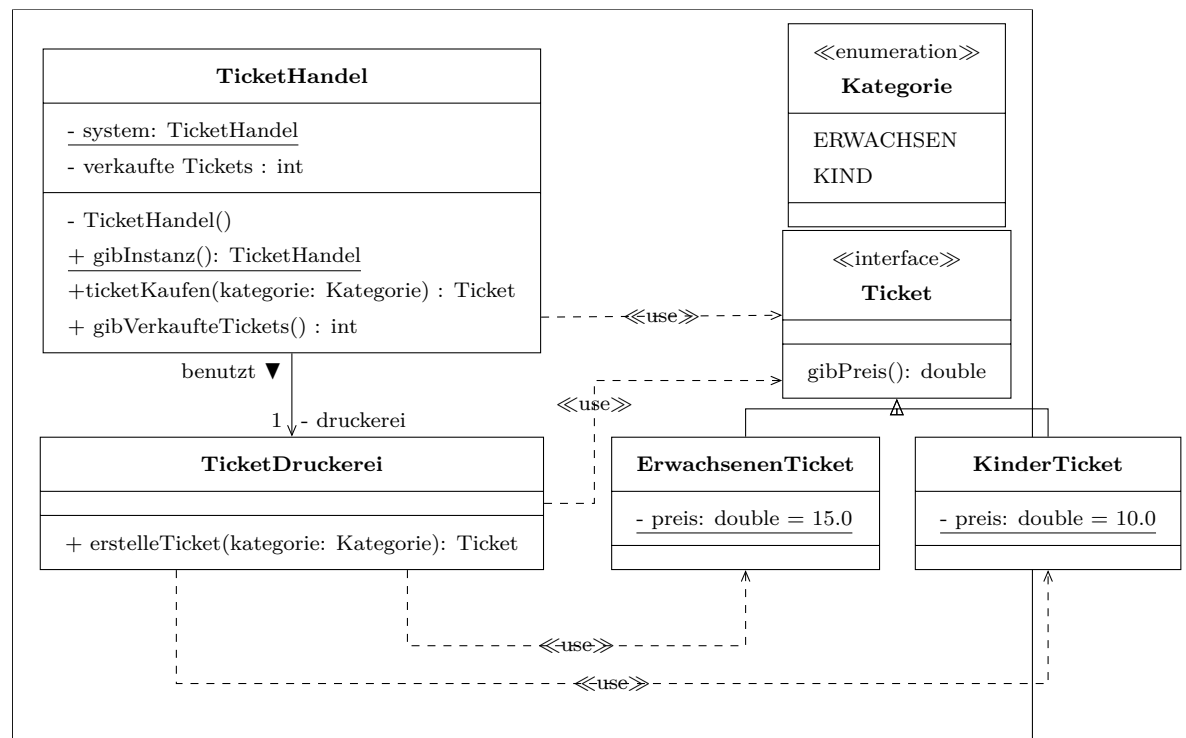 TicketHandel
- system: TicketHandel
- verkaufte Tickets : int
- TicketHandel()
+ gibInstanz(): TicketHandel
+ticketKaufen(kategorie: Kategorie) : Ticket
+ gibVerkaufteTickets() : int
≪enumeration≫
Kategorie
ERWACHSEN
KIND
≪interface≫
Ticket
gibPreis(): double
≪use≫
benutzt ▼
1 - druckerei
≪use≫
TicketDruckerei
+ erstelleTicket(kategorie: Kategorie): Ticket
ErwachsenenTicket
- preis: double = 15.0
KinderTicket
- preis: double = 10.0
≪use≫
≪use≫